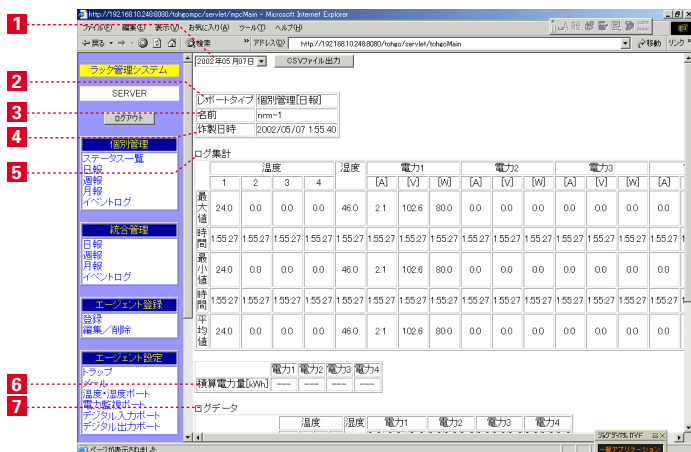 http://192.168.10.248:8080/tohgompc/servlet/mpcMain - Microsoft Internet Explorer
ファイル(F) 編集(E) 表示(V) お気に入り(A) ツール(T) ヘルプ(H)
戻る 検索 アドレス(D) http://192.168.10.248:8080/tohgo/servlet/tohgoMain 移動 リンク
1
2
3
4
5
6
7
ラック管理システム
SERVER
ログアウト
個別管理
ステータス一覧
日報
週報
月報
イベントログ
統合管理
日報
週報
月報
イベントログ
エージェント登録
登録
編集/削除
エージェント設定
トラップ
メール
温度・湿度ポート
電力監視ポート
デジタル入力ポート
デジタル出力ポート
2002年05月07日 CSVファイル出力
レポートタイプ 個別管理[日報]
名前 nrm-1
作製日時 2002/05/07 1:55:40
ログ集計
温度 湿度 電力1 電力2 電力3
1 2 3 4 [A] [V] [W] [A] [V] [W] [A] [V] [W] [A]
最大値 24.0 0.0 0.0 0.0 46.0 2.1 102.6 80.0 0.0 0.0 0.0 0.0 0.0 0.0 0.0
時間 1:55:27 1:55:27 1:55:27 1:55:27 1:55:27 1:55:27 1:55:27 1:55:27 1:55:27 1:55:27 1:55:27 1:55:27 1:55:27 1:55:27 1:55:27
最小値 24.0 0.0 0.0 0.0 46.0 2.1 102.6 80.0 0.0 0.0 0.0 0.0 0.0 0.0 0.0
時間 1:55:27 1:55:27 1:55:27 1:55:27 1:55:27 1:55:27 1:55:27 1:55:27 1:55:27 1:55:27 1:55:27 1:55:27 1:55:27 1:55:27 1:55:27
平均値 24.0 0.0 0.0 0.0 46.0 2.1 102.6 80.0 0.0 0.0 0.0 0.0 0.0 0.0 0.0
電力1 電力2 電力3 電力4
積算電力量[kWh] --- --- --- ---
ログデータ
温度 湿度 電力1 電力2 電力3 電力4
ページが表示されました
一般アプリケーション